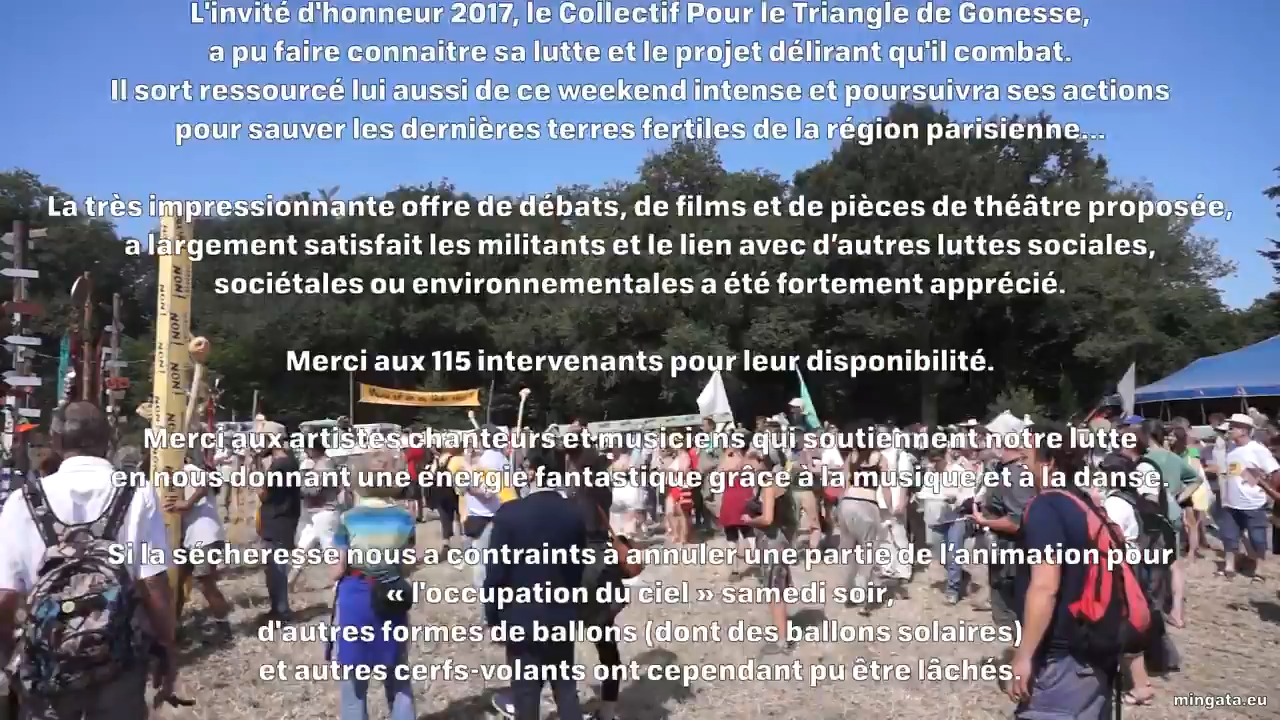 L'invité d'honneur 2017, le Collectif Pour le Triangle de Gonesse,
a pu faire connaitre sa lutte et le projet délirant qu'il combat.
Il sort ressourcé lui aussi de ce weekend intense et poursuivra ses actions
pour sauver les dernières terres fertiles de la région parisienne...
La très impressionnante offre de débats, de films et de pièces de théâtre proposée,
a largement satisfait les militants et le lien avec d’autres luttes sociales,
sociétales ou environnementales a été fortement apprécié.
Merci aux 115 intervenants pour leur disponibilité.
Merci aux artistes chanteurs et musiciens qui soutiennent notre lutte
en nous donnant une énergie fantastique grâce à la musique et à la danse.
Si la sécheresse nous a contraints à annuler une partie de l’animation pour
« l'occupation du ciel » samedi soir,
d'autres formes de ballons (dont des ballons solaires)
et autres cerfs-volants ont cependant pu être lâchés.
NON!
NON!
NON!
NON!
mingata.eu